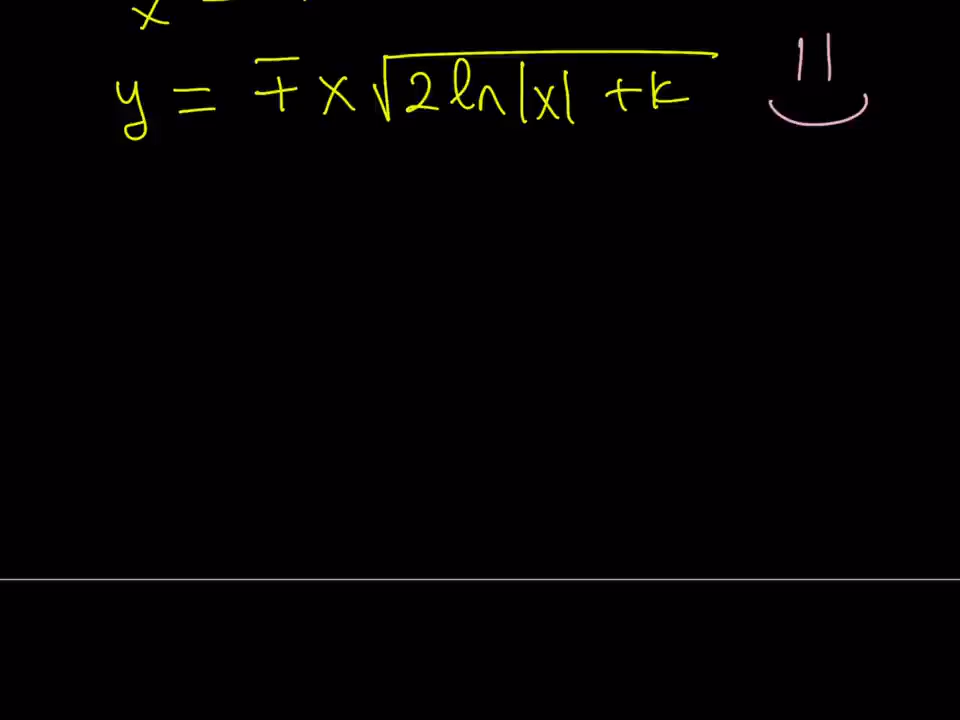 x
y = ∓ x √(2 ln|x| + k)